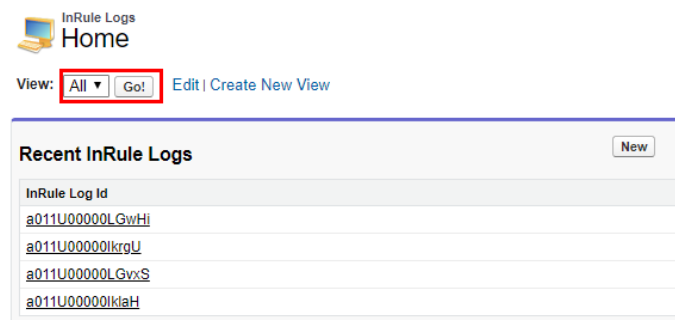 InRule Logs
Home
View: All Go! Edit | Create New View
Recent InRule Logs New
InRule Log Id
a011U00000LGwHi
a011U00000IkrgU
a011U00000LGvxS
a011U00000IklaH